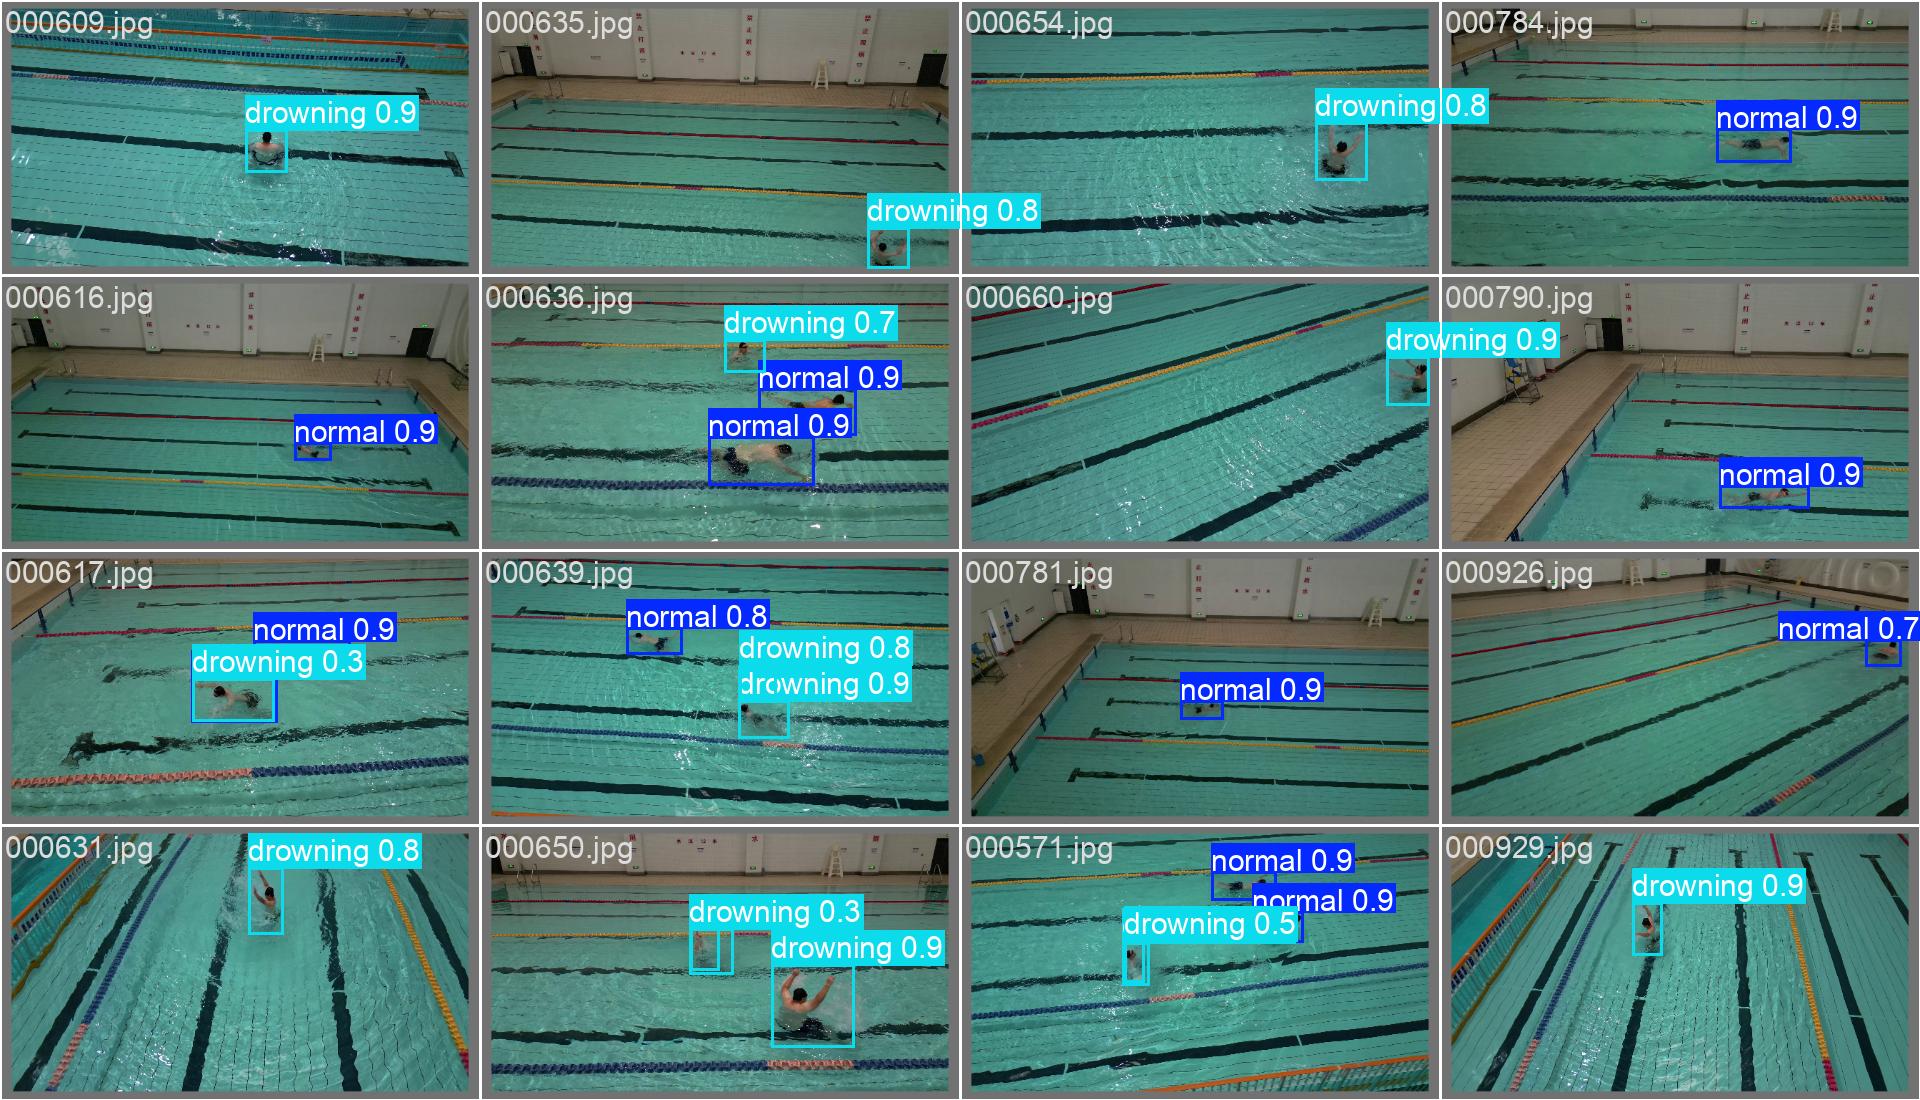 000609.jpg
drowning 0.9
000635.jpg
drowning 0.8
000654.jpg
drowning 0.8
000784.jpg
normal 0.9
000616.jpg
normal 0.9
000636.jpg
drowning 0.7
normal 0.9
normal 0.9
000660.jpg
drowning 0.9
000790.jpg
normal 0.9
000617.jpg
normal 0.9
drowning 0.3
000639.jpg
normal 0.8
drowning 0.8
drowning 0.9
000781.jpg
normal 0.9
000926.jpg
normal 0.7
000631.jpg
drowning 0.8
000650.jpg
drowning 0.3
drowning 0.9
000571.jpg
normal 0.9
normal 0.9
drowning 0.5
000929.jpg
drowning 0.9